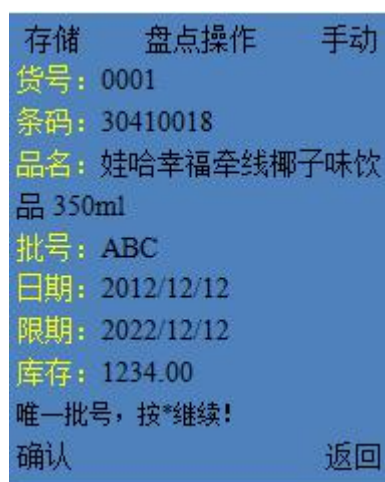 存储 盘点操作 手动
货号：0001
条码：30410018
品名：娃哈幸福牵线椰子味饮
品 350ml
批号：ABC
日期：2012/12/12
限期：2022/12/12
库存：1234.00
唯一批号，按*继续！
确认 返回